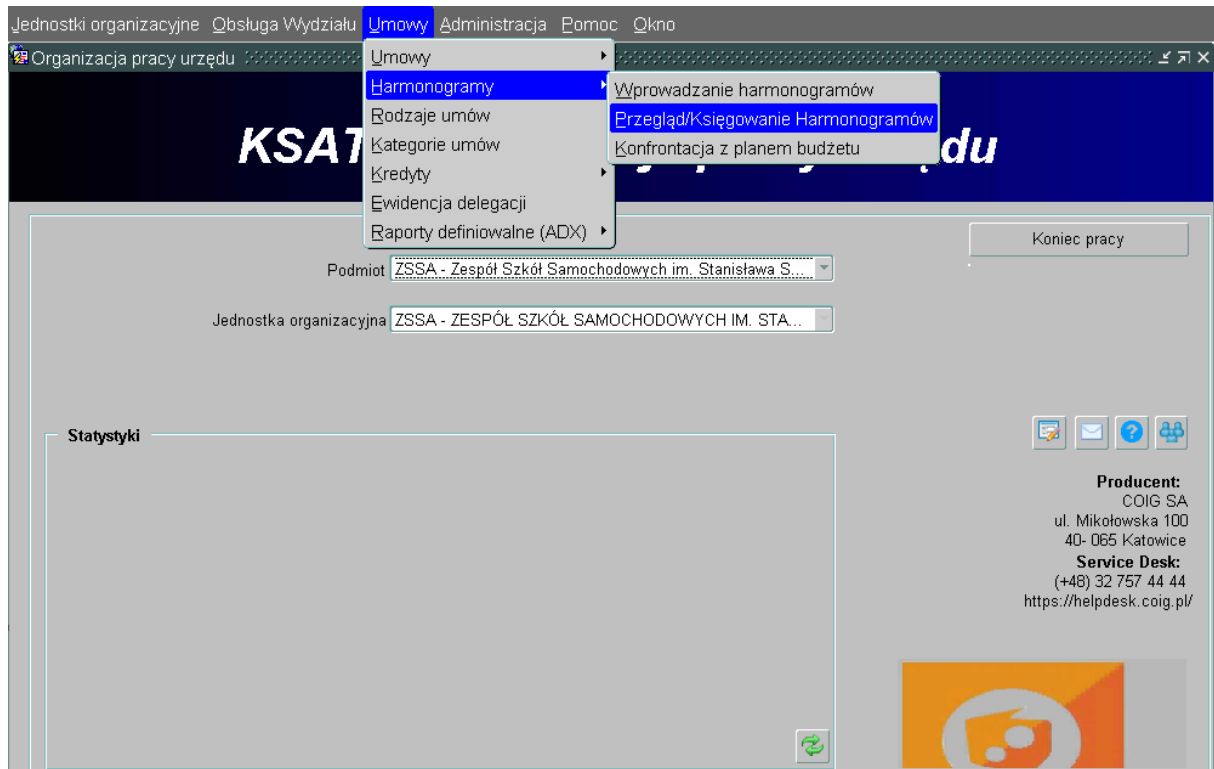 Jednostki organizacyjne Obsługa Wydziału Umowy Administracja Pomoc Okno
Organizacja pracy urzędu
Umowy
Harmonogramy
Rodzaje umów
Kategorie umów
Kredyty
Ewidencja delegacji
Raporty definiowalne (ADX)
Wprowadzanie harmonogramów
Przegląd/Księgowanie Harmonogramów
Konfrontacja z planem budżetu
Koniec pracy
Podmiot ZSSA - Zespół Szkół Samochodowych im. Stanisława S...
Jednostka organizacyjna ZSSA - ZESPÓŁ SZKÓŁ SAMOCHODOWYCH IM. STA...
Statystyki
Producent:
COIG SA
ul. Mikołowska 100
40- 065 Katowice
Service Desk:
(+48) 32 757 44 44
https://helpdesk.coig.pl/